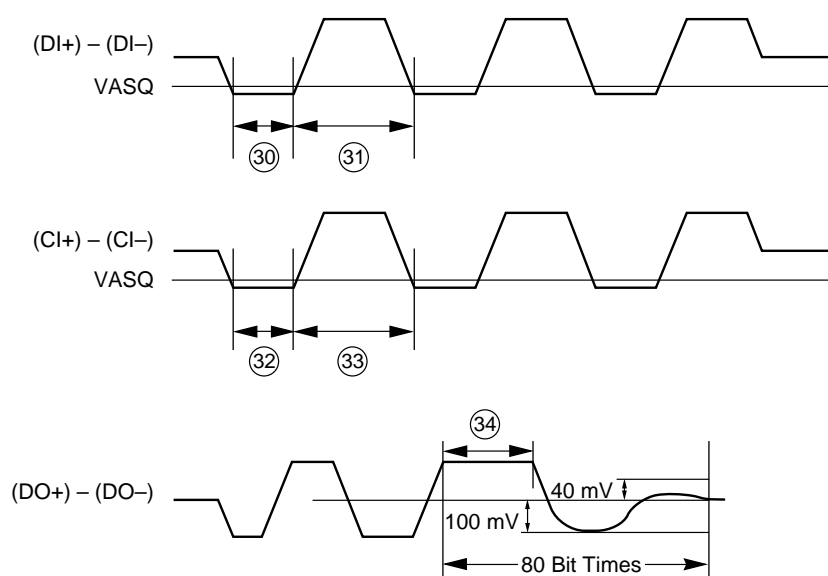 (DI+) – (DI–)
VASQ
30 31
(CI+) – (CI–)
VASQ
32 33
34
(DO+) – (DO–)
40 mV
100 mV
80 Bit Times